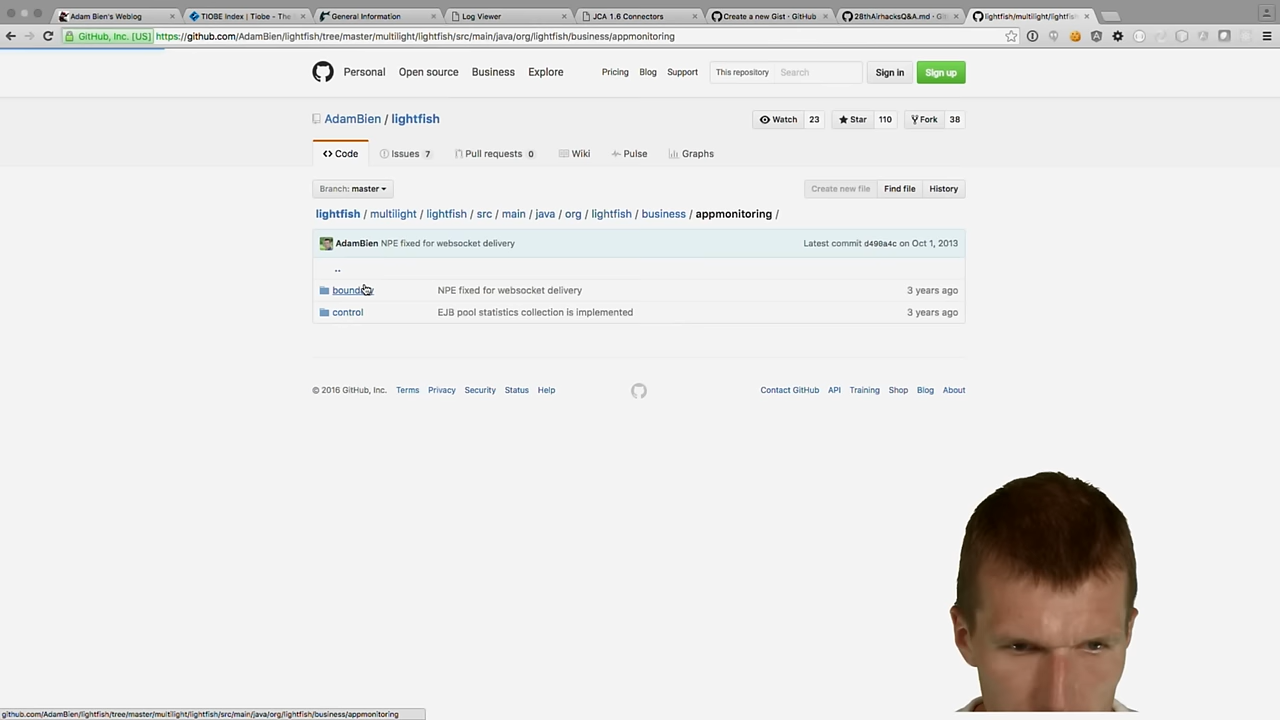 Adam Bien's Weblog
TIOBE Index | Tiobe - The
General Information
Log Viewer
JCA 1.6 Connectors
Create a new Gist · GitHub
28thAirhacksQ&A.md · Git
lightfish/multilight/lightfish
GitHub, Inc. [US] https://github.com/AdamBien/lightfish/tree/master/multilight/lightfish/src/main/java/org/lightfish/business/appmonitoring
Personal Open source Business Explore Pricing Blog Support This repository Search Sign in Sign up
AdamBien / lightfish Watch 23 Star 110 Fork 38
<> Code Issues 7 Pull requests 0 Wiki Pulse Graphs
Branch: master Create new file Find file History
lightfish / multilight / lightfish / src / main / java / org / lightfish / business / appmonitoring /
AdamBien NPE fixed for websocket delivery Latest commit d490a4c on Oct 1, 2013
..
boundary NPE fixed for websocket delivery 3 years ago
control EJB pool statistics collection is implemented 3 years ago
© 2016 GitHub, Inc. Terms Privacy Security Status Help Contact GitHub API Training Shop Blog About
github.com/AdamBien/lightfish/tree/master/multilight/lightfish/src/main/java/org/lightfish/business/appmonitoring